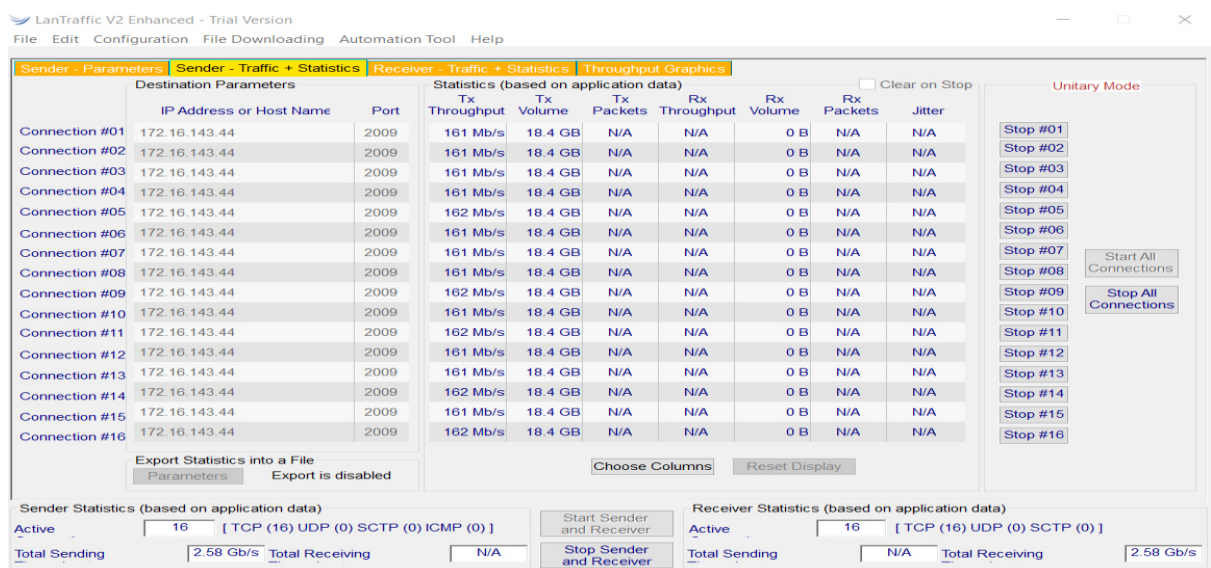 LanTraffic V2 Enhanced - Trial Version
File Edit Configuration File Downloading Automation Tool Help
Sender - Parameters Sender - Traffic + Statistics Receiver - Traffic + Statistics Throughput Graphics
Destination Parameters Statistics (based on application data) Clear on Stop Unitary Mode
Tx Tx Tx Rx Rx Rx
IP Address or Host Name Port Throughput Volume Packets Throughput Volume Packets Jitter
Connection #01 172.16.143.44 2009 161 Mb/s 18.4 GB N/A N/A 0 B N/A N/A Stop #01
Connection #02 172.16.143.44 2009 161 Mb/s 18.4 GB N/A N/A 0 B N/A N/A Stop #02
Connection #03 172.16.143.44 2009 161 Mb/s 18.4 GB N/A N/A 0 B N/A N/A Stop #03
Connection #04 172.16.143.44 2009 161 Mb/s 18.4 GB N/A N/A 0 B N/A N/A Stop #04
Connection #05 172.16.143.44 2009 162 Mb/s 18.4 GB N/A N/A 0 B N/A N/A Stop #05
Connection #06 172.16.143.44 2009 161 Mb/s 18.4 GB N/A N/A 0 B N/A N/A Stop #06
Connection #07 172.16.143.44 2009 161 Mb/s 18.4 GB N/A N/A 0 B N/A N/A Stop #07
Start All
Connection #08 172.16.143.44 2009 161 Mb/s 18.4 GB N/A N/A 0 B N/A N/A Stop #08 Connections
Connection #09 172.16.143.44 2009 162 Mb/s 18.4 GB N/A N/A 0 B N/A N/A Stop #09 Stop All
Connection #10 172.16.143.44 2009 161 Mb/s 18.4 GB N/A N/A 0 B N/A N/A Stop #10 Connections
Connection #11 172.16.143.44 2009 162 Mb/s 18.4 GB N/A N/A 0 B N/A N/A Stop #11
Connection #12 172.16.143.44 2009 161 Mb/s 18.4 GB N/A N/A 0 B N/A N/A Stop #12
Connection #13 172.16.143.44 2009 161 Mb/s 18.4 GB N/A N/A 0 B N/A N/A Stop #13
Connection #14 172.16.143.44 2009 162 Mb/s 18.4 GB N/A N/A 0 B N/A N/A Stop #14
Connection #15 172.16.143.44 2009 161 Mb/s 18.4 GB N/A N/A 0 B N/A N/A Stop #15
Connection #16 172.16.143.44 2009 162 Mb/s 18.4 GB N/A N/A 0 B N/A N/A Stop #16
Export Statistics into a File
Parameters Export is disabled Choose Columns Reset Display
Sender Statistics (based on application data) Receiver Statistics (based on application data)
Start Sender
and Receiver
Active 16 [ TCP (16) UDP (0) SCTP (0) ICMP (0) ] Active 16 [ TCP (16) UDP (0) SCTP (0) ]
Stop Sender
and Receiver
Total Sending 2.58 Gb/s Total Receiving N/A Total Sending N/A Total Receiving 2.58 Gb/s